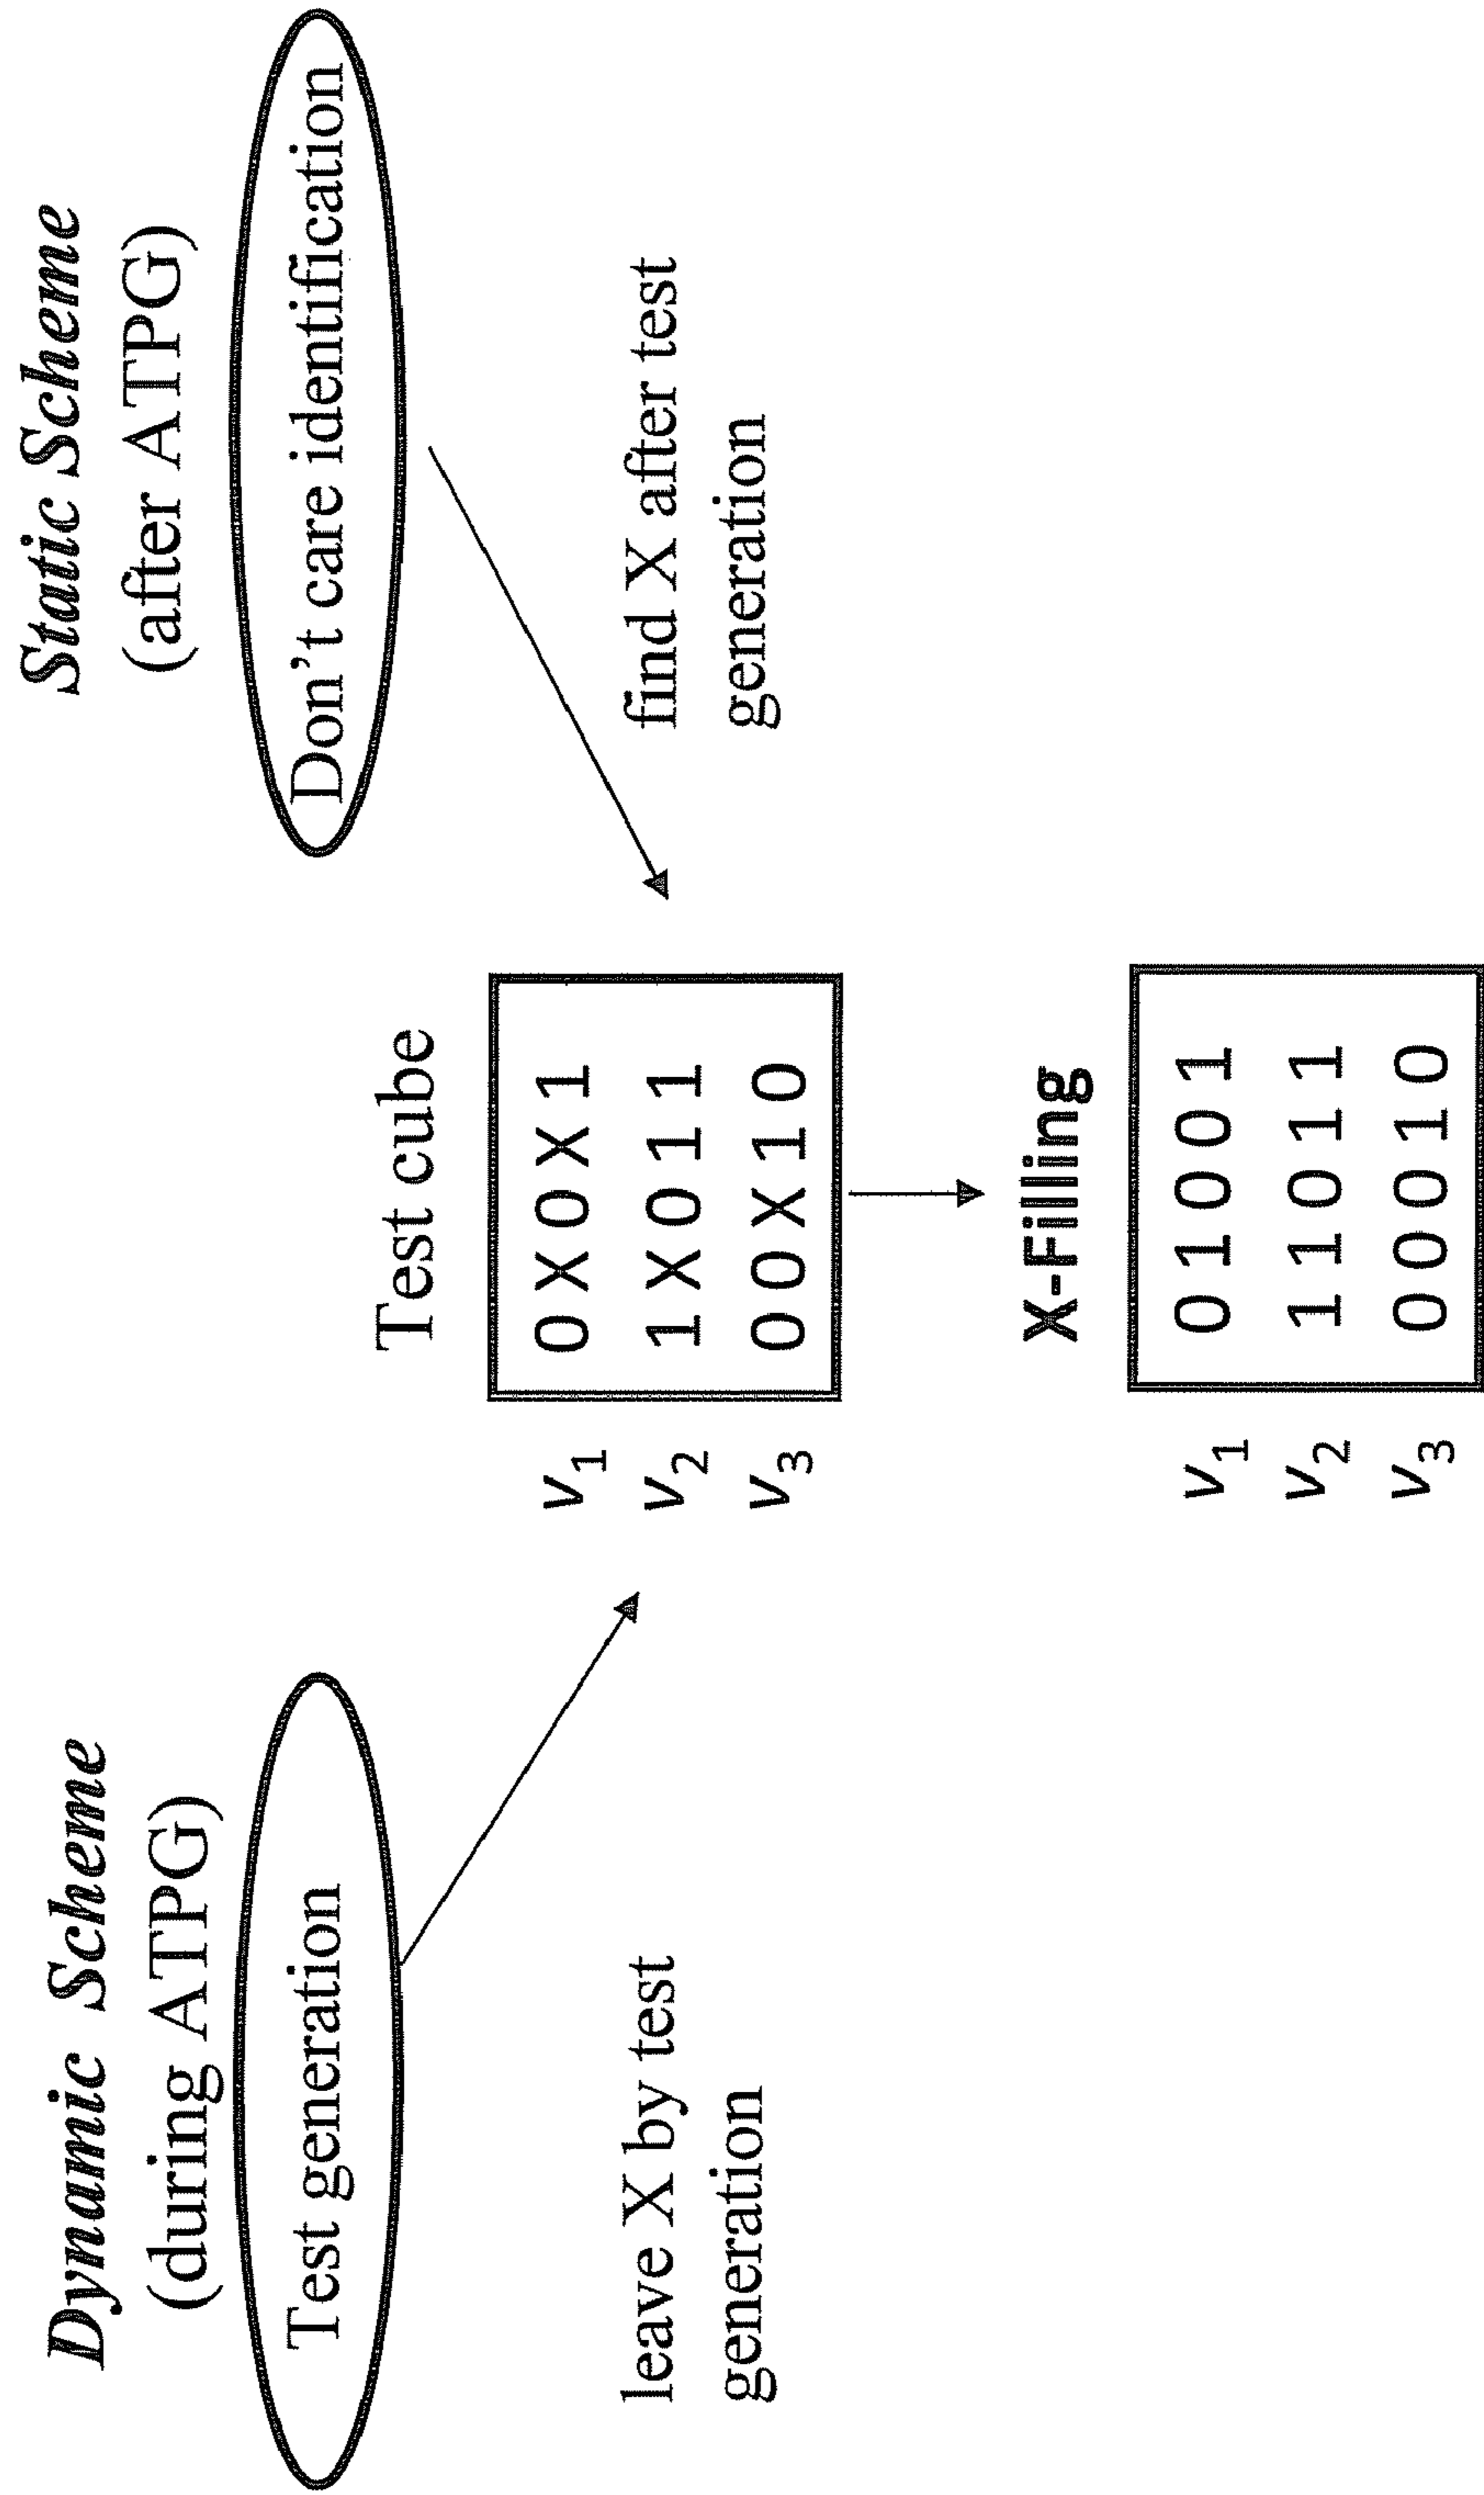 Dynamic Scheme
(during ATPG)
Test generation
leave X by test
generation
Static Scheme
(after ATPG)
Don't care identification
find X after test
generation
Test cube
v1 0 X 0 X 1
v2 1 X 0 1 1
v3 0 0 X 1 0
X-Filling
v1 0 1 0 0 1
v2 1 1 0 1 1
v3 0 0 0 1 0